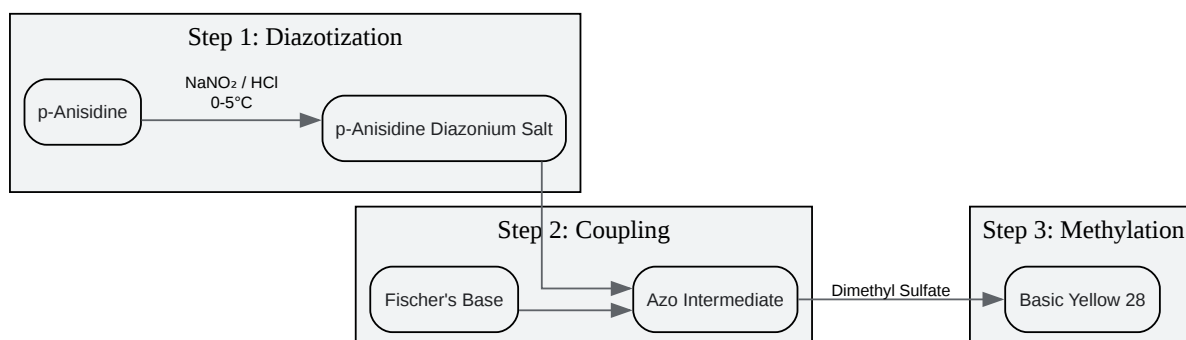 Step 1: Diazotization
p-Anisidine
NaNO₂ / HCl
0-5°C
p-Anisidine Diazonium Salt
Step 2: Coupling
Fischer's Base
Azo Intermediate
Dimethyl Sulfate
Step 3: Methylation
Basic Yellow 28